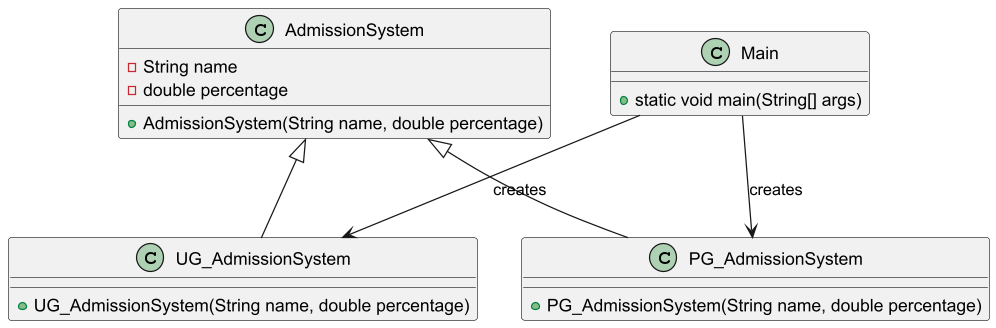 C AdmissionSystem
String name
double percentage
AdmissionSystem(String name, double percentage)
C Main
static void main(String[] args)
creates
creates
C UG_AdmissionSystem
UG_AdmissionSystem(String name, double percentage)
C PG_AdmissionSystem
PG_AdmissionSystem(String name, double percentage)